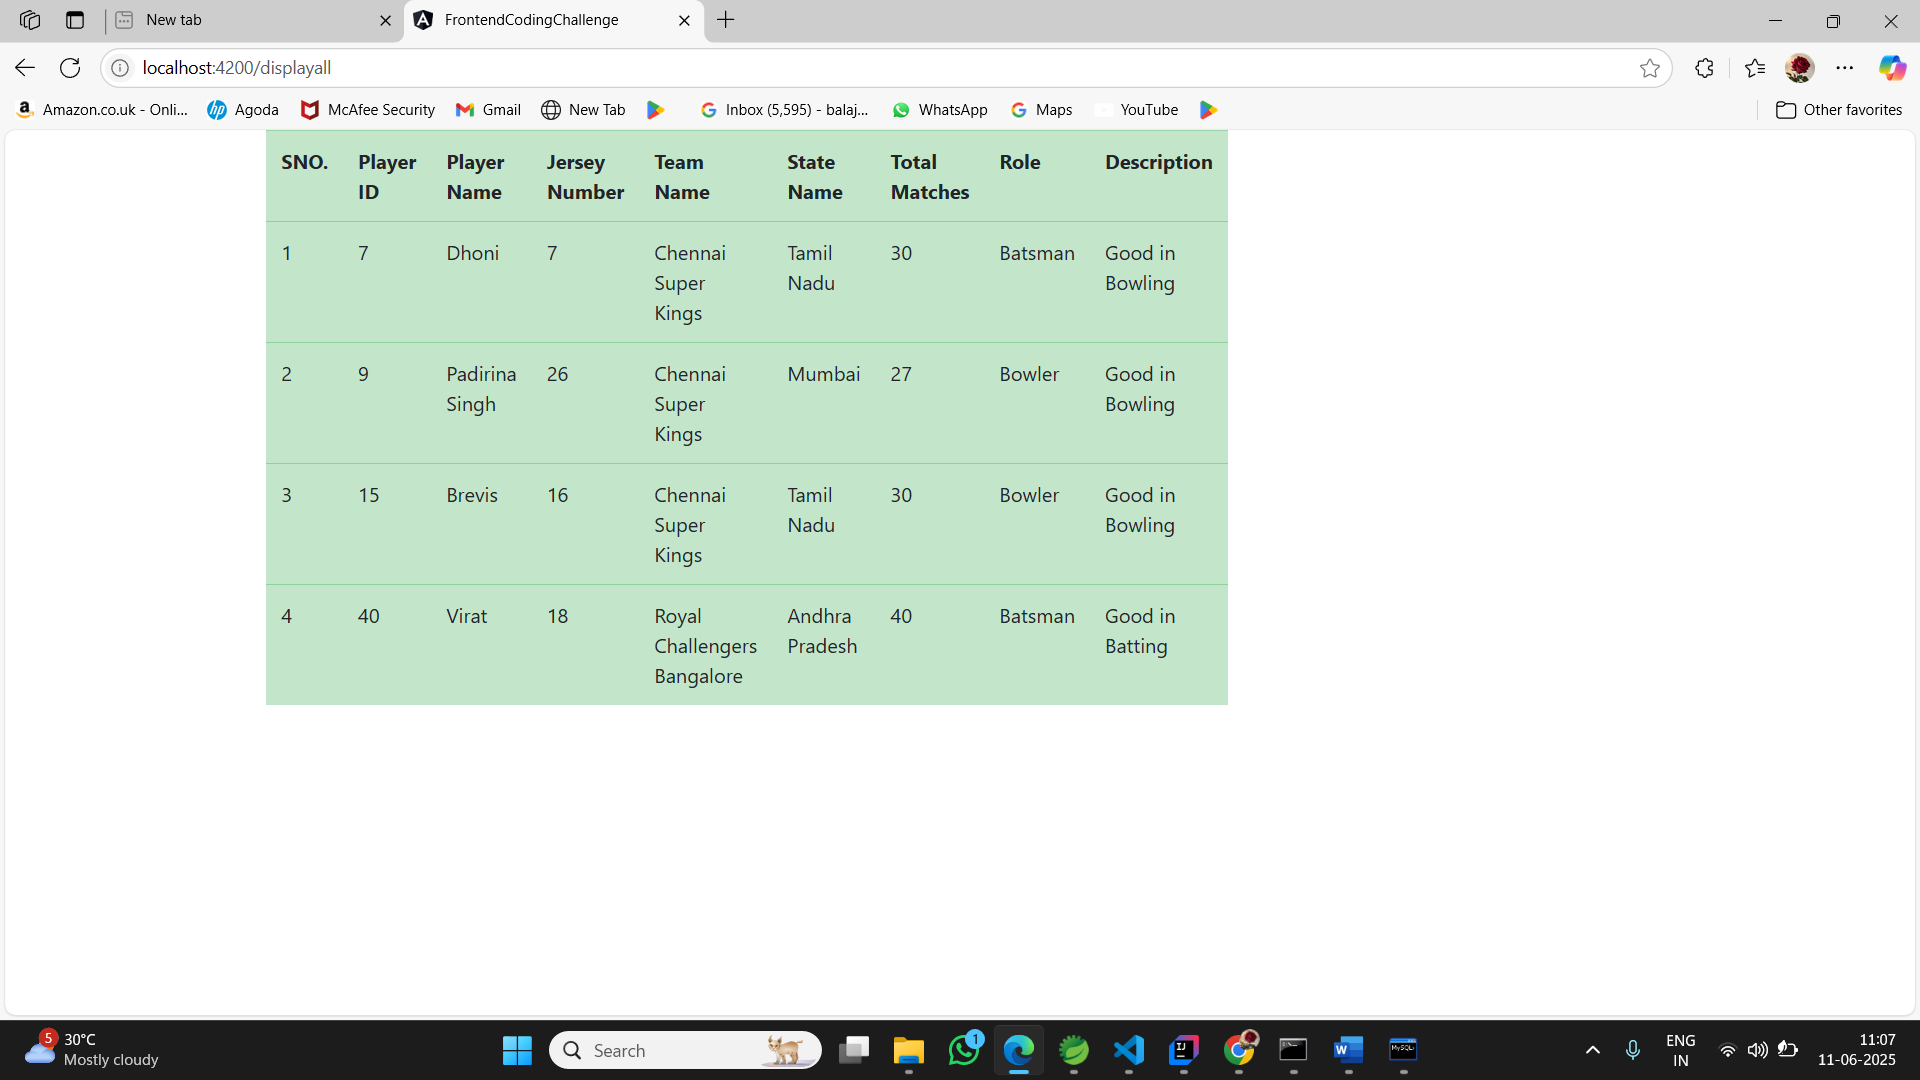 New tab
FrontendCodingChallenge
localhost:4200/displayall
Amazon.co.uk - Onli...
Agoda
McAfee Security
Gmail
New Tab
Inbox (5,595) - balaj...
WhatsApp
Maps
YouTube
Other favorites
SNO. Player ID Player Name Jersey Number Team Name State Name Total Matches Role Description
1 7 Dhoni 7 Chennai Super Kings Tamil Nadu 30 Batsman Good in Bowling
2 9 Padirina Singh 26 Chennai Super Kings Mumbai 27 Bowler Good in Bowling
3 15 Brevis 16 Chennai Super Kings Tamil Nadu 30 Bowler Good in Bowling
4 40 Virat 18 Royal Challengers Bangalore Andhra Pradesh 40 Batsman Good in Batting
5
30°C
Mostly cloudy
Search
1
ENG
IN
11:07
11-06-2025